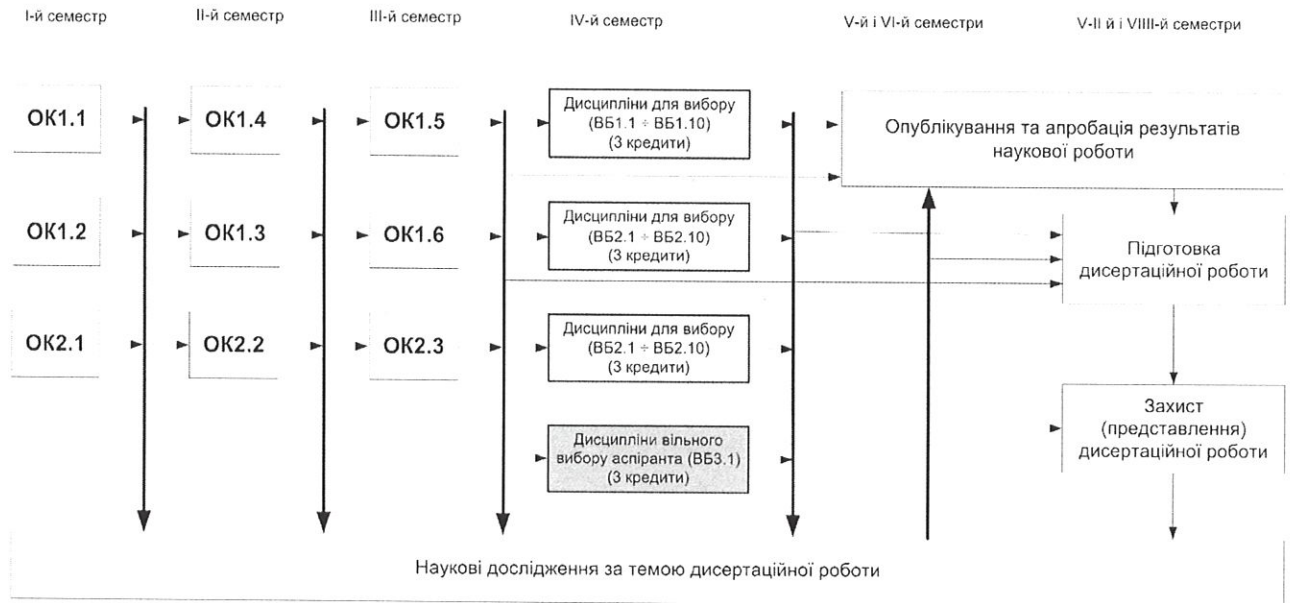 І-й семестр
ІІ-й семестр
ІІІ-й семестр
IV-й семестр
V-й і VI-й семестри
V-ІІ й і VІІІІ-й семестри
ОК1.1
ОК1.4
ОК1.5
Дисципліни для вибору
(ВБ1.1 ÷ ВБ1.10)
(3 кредити)
Опублікування та апробація результатів
наукової роботи
ОК1.2
ОК1.3
ОК1.6
Дисципліни для вибору
(ВБ2.1 ÷ ВБ2.10)
(3 кредити)
Підготовка
дисертаційної роботи
ОК2.1
ОК2.2
ОК2.3
Дисципліни для вибору
(ВБ2.1 ÷ ВБ2.10)
(3 кредити)
Захист
(представлення)
дисертаційної роботи
Дисципліни вільного
вибору аспіранта (ВБ3.1)
(3 кредити)
Наукові дослідження за темою дисертаційної роботи